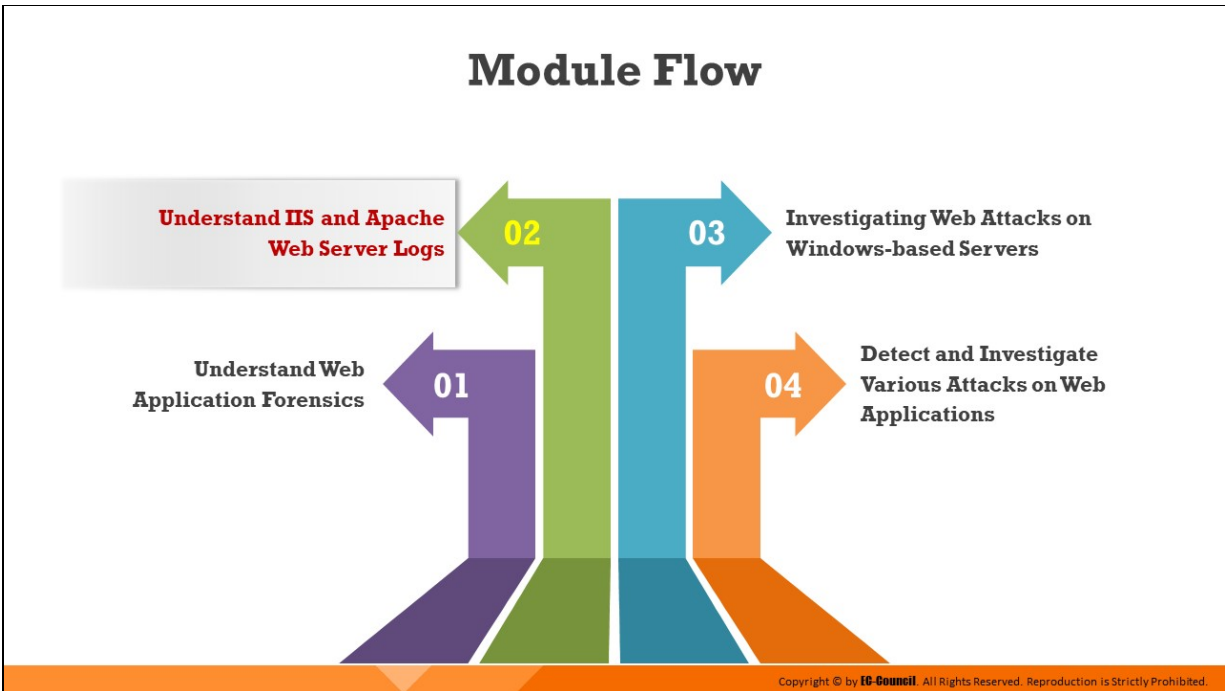 Module Flow
Understand IIS and Apache
Web Server Logs
02
03
Investigating Web Attacks on
Windows-based Servers
Understand Web
Application Forensics
01
04
Detect and Investigate
Various Attacks on Web
Applications
Copyright © by EC-Council. All Rights Reserved. Reproduction is Strictly Prohibited.